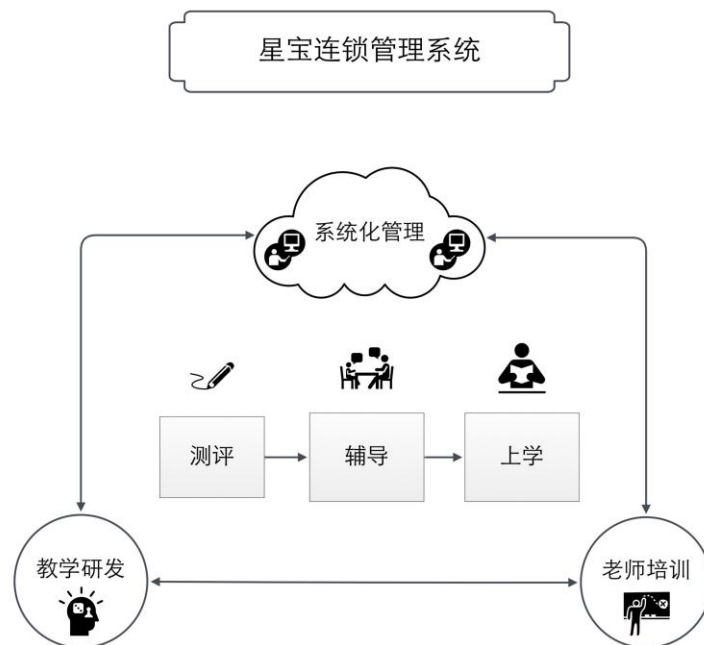 星宝连锁管理系统
系统化管理
测评
辅导
上学
教学研发
老师培训